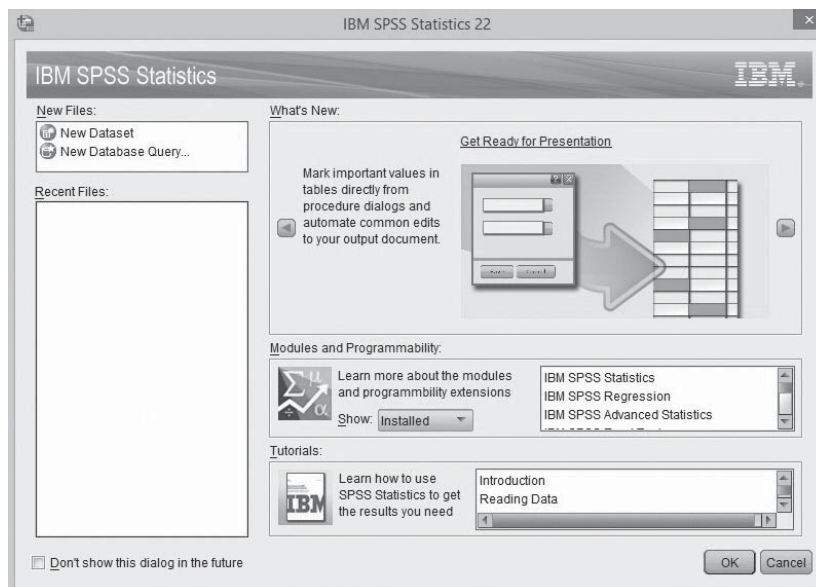 IBM SPSS Statistics 22
IBM SPSS Statistics
IBM
New Files:
New Dataset
New Database Query...
Recent Files:
What's New:
Get Ready for Presentation
Mark important values in
tables directly from
procedure dialogs and
automate common edits
to your output document.
Modules and Programmability:
Learn more about the modules
and programmbility extensions
Show: Installed
IBM SPSS Statistics
IBM SPSS Regression
IBM SPSS Advanced Statistics
Tutorials:
IBM
Learn how to use
SPSS Statistics to get
the results you need
Introduction
Reading Data
Don't show this dialog in the future
OK
Cancel